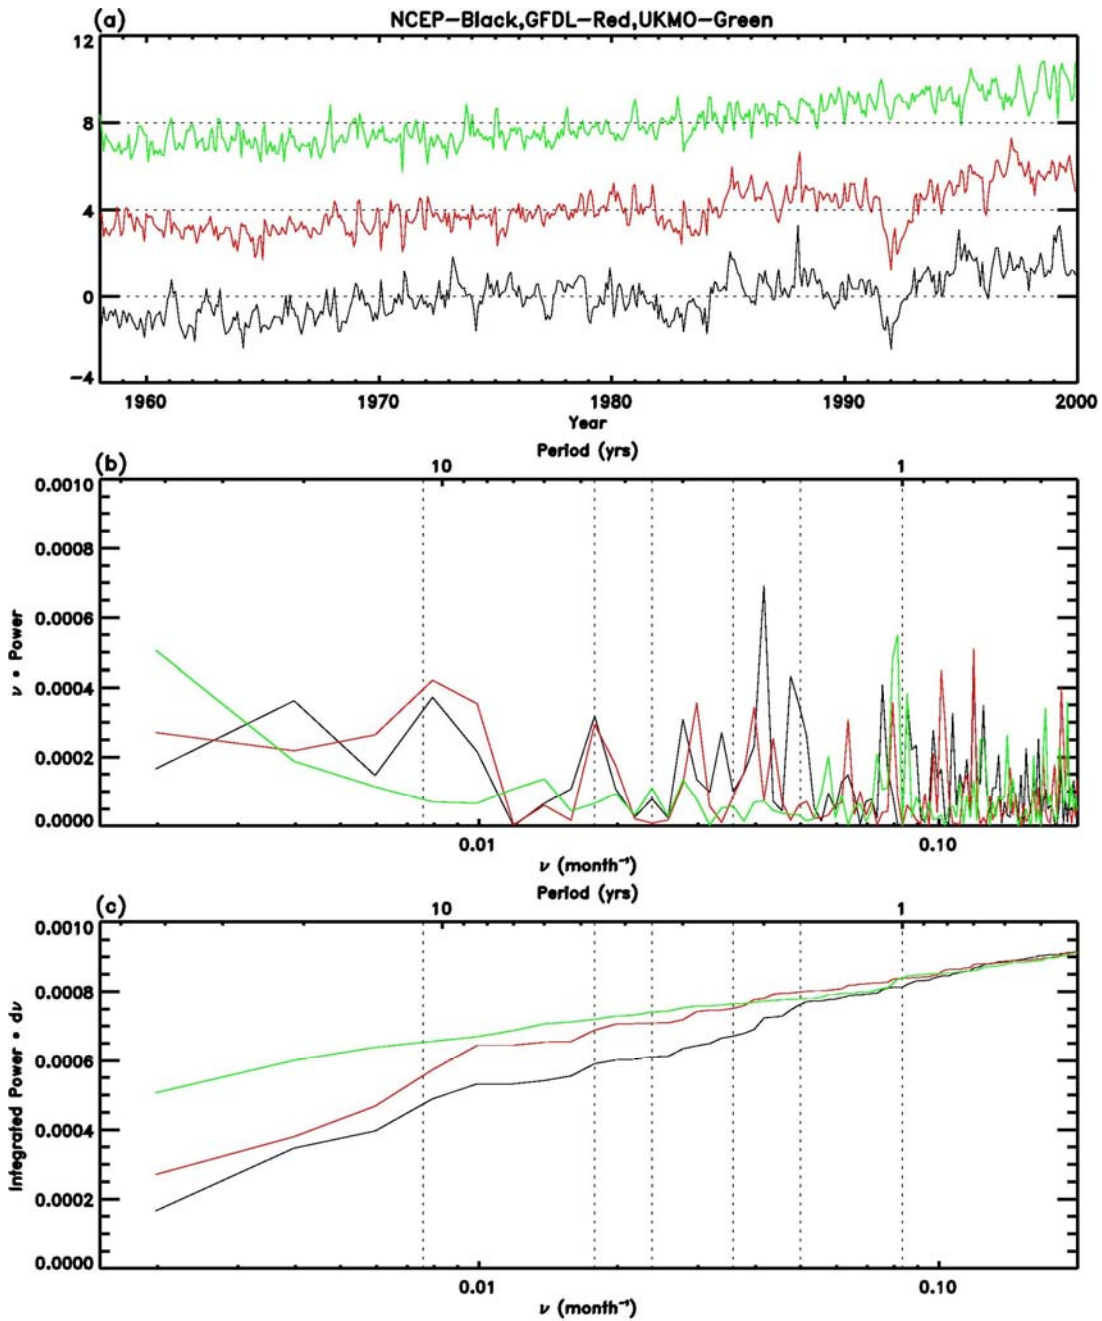 (a) NCEP-Black,GFDL-Red,UKMO-Green
12
8
4
0
-4
1960 1970 1980 1990 2000
Year
Period (yrs)
(b) 10 1
0.0010
0.0008
0.0006
0.0004
0.0002
0.0000
ν • Power
0.01 0.10
ν (month⁻¹)
Period (yrs)
(c) 10 1
0.0010
0.0008
0.0006
0.0004
0.0002
0.0000
Integrated Power • dν
0.01 0.10
ν (month⁻¹)